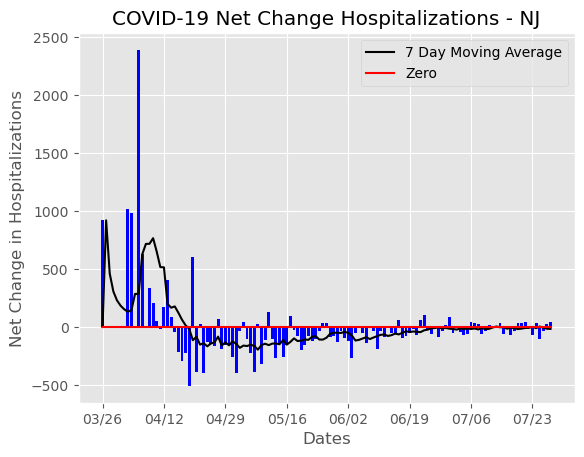 COVID-19 Net Change Hospitalizations - NJ
7 Day Moving Average
Zero
Net Change in Hospitalizations
2500
2000
1500
1000
500
0
−500
03/26 04/12 04/29 05/16 06/02 06/19 07/06 07/23
Dates